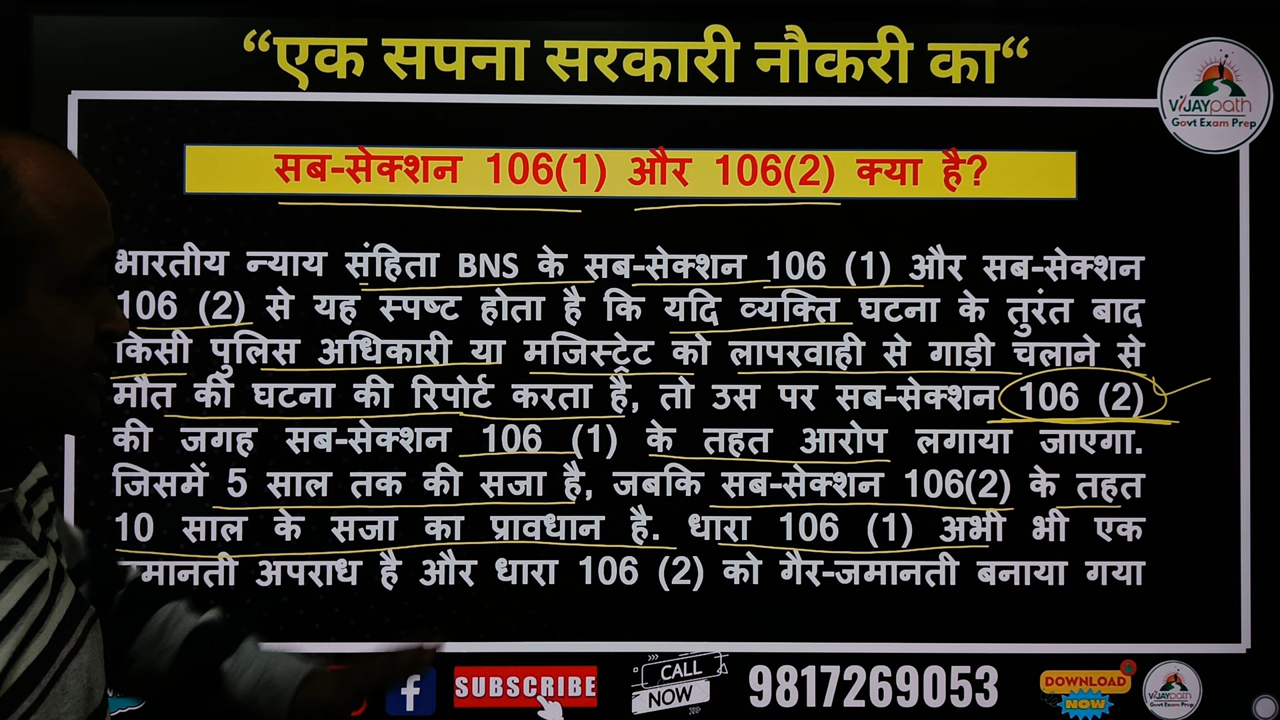 “एक सपना सरकारी नौकरी का“
VIJAYpath
Govt Exam Prep
सब-सेक्शन 106(1) और 106(2) क्या है?
भारतीय न्याय संहिता BNS के सब-सेक्शन 106 (1) और सब-सेक्शन
106 (2) से यह स्पष्ट होता है कि यदि व्यक्ति घटना के तुरंत बाद
किसी पुलिस अधिकारी या मजिस्ट्रेट को लापरवाही से गाड़ी चलाने से
मौत की घटना की रिपोर्ट करता है, तो उस पर सब-सेक्शन 106 (2)
की जगह सब-सेक्शन 106 (1) के तहत आरोप लगाया जाएगा.
जिसमें 5 साल तक की सजा है, जबकि सब-सेक्शन 106(2) के तहत
10 साल के सजा का प्रावधान है. धारा 106 (1) अभी भी एक
अपराध है और धारा 106 (2) को गैर-जमानती बनाया गया
f
SUBSCRIBE
CALL
NOW
9817269053
DOWNLOAD
NOW
VIJAYpath
Govt Exam Prep